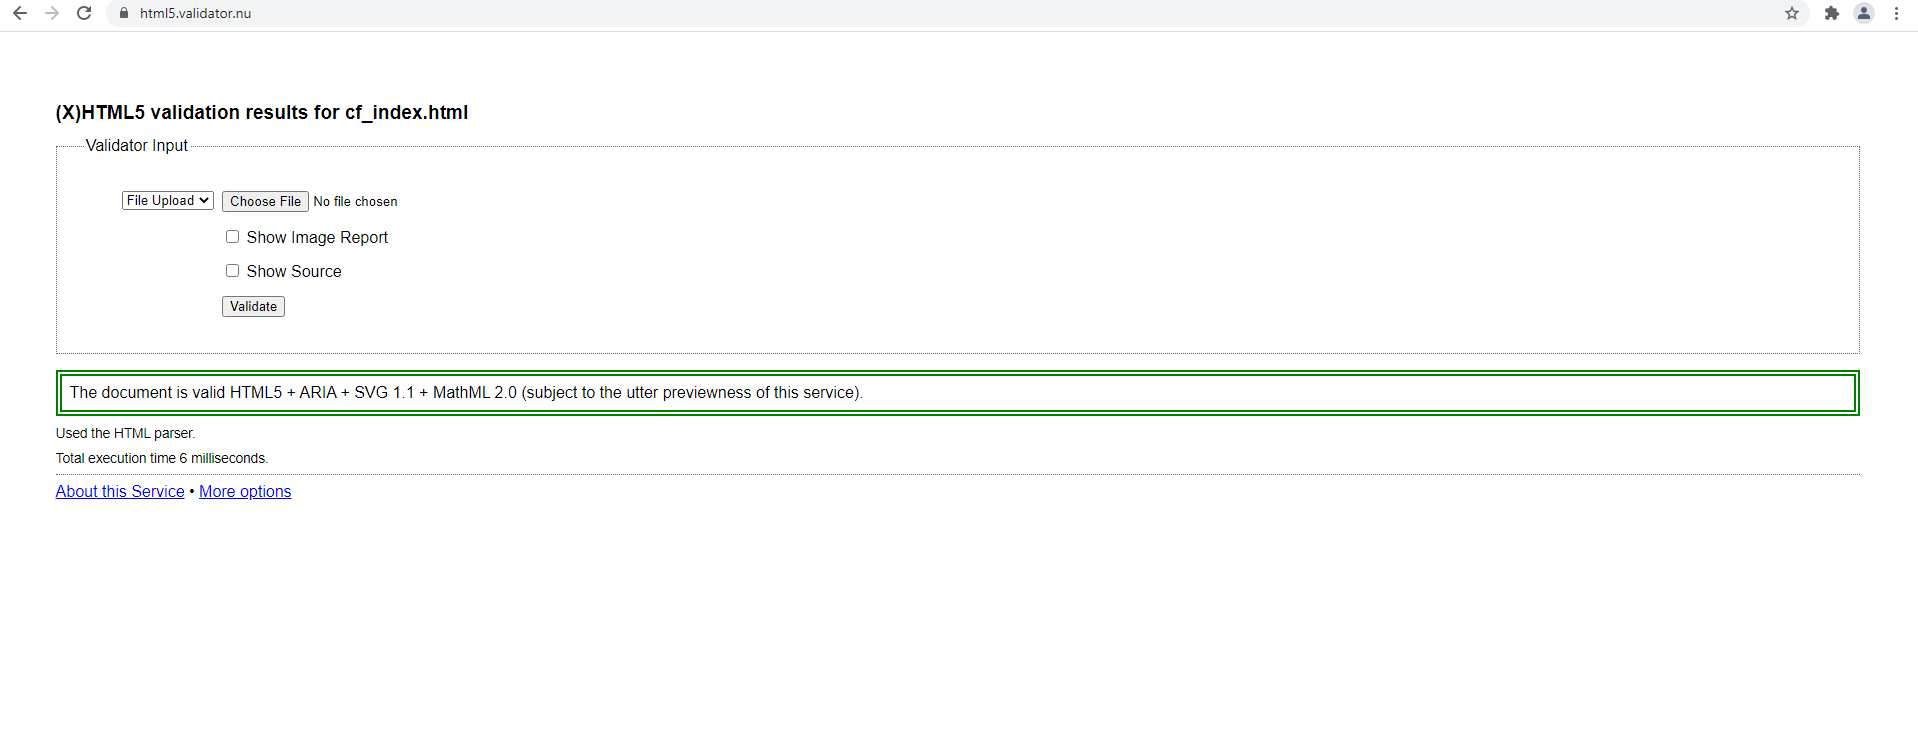 html5.validator.nu
(X)HTML5 validation results for cf_index.html
Validator Input
File Upload Choose File No file chosen
Show Image Report
Show Source
Validate
The document is valid HTML5 + ARIA + SVG 1.1 + MathML 2.0 (subject to the utter previewness of this service).
Used the HTML parser.
Total execution time 6 milliseconds.
About this Service • More options